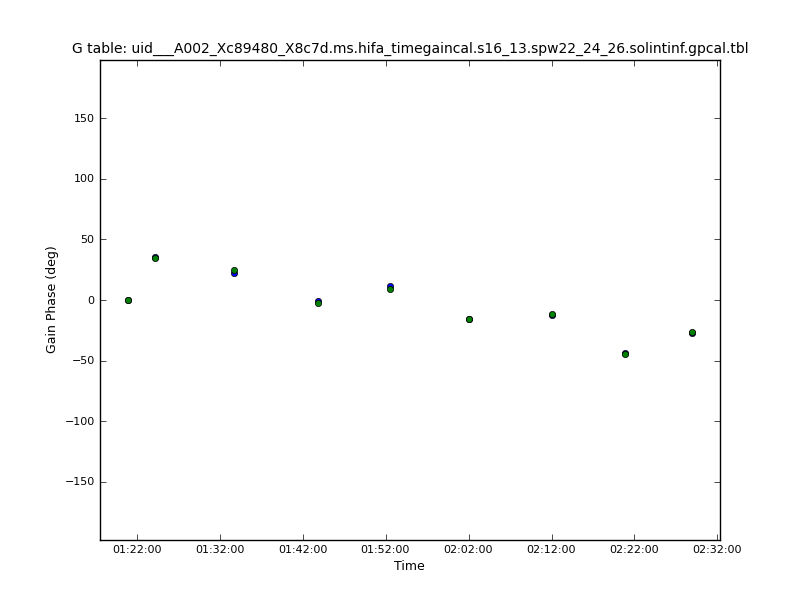 G table: uid___A002_Xc89480_X8c7d.ms.hifa_timegaincal.s16_13.spw22_24_26.solintinf.gpcal.tbl
150
100
50
0
−50
−100
−150
Gain Phase (deg)
01:22:00 01:32:00 01:42:00 01:52:00 02:02:00 02:12:00 02:22:00 02:32:00
Time